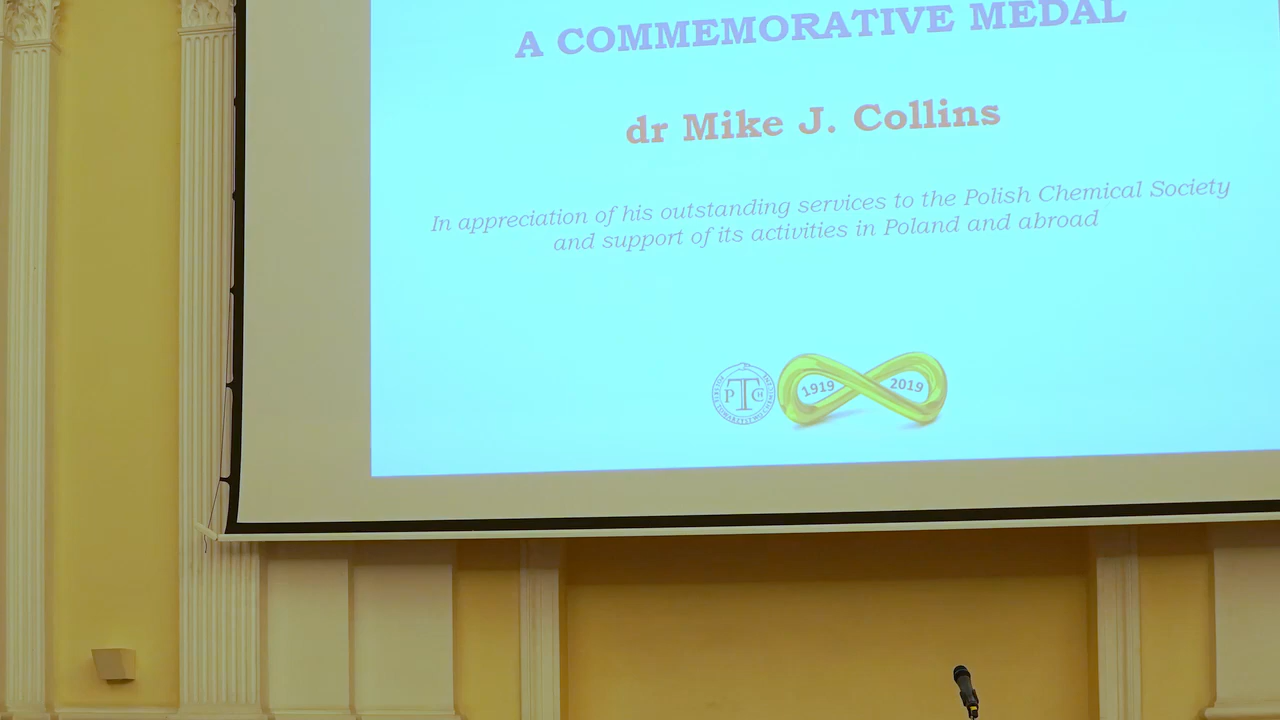 A COMMEMORATIVE MEDAL
dr Mike J. Collins
In appreciation of his outstanding services to the Polish Chemical Society
and support of its activities in Poland and abroad
PTCH
1919
2019